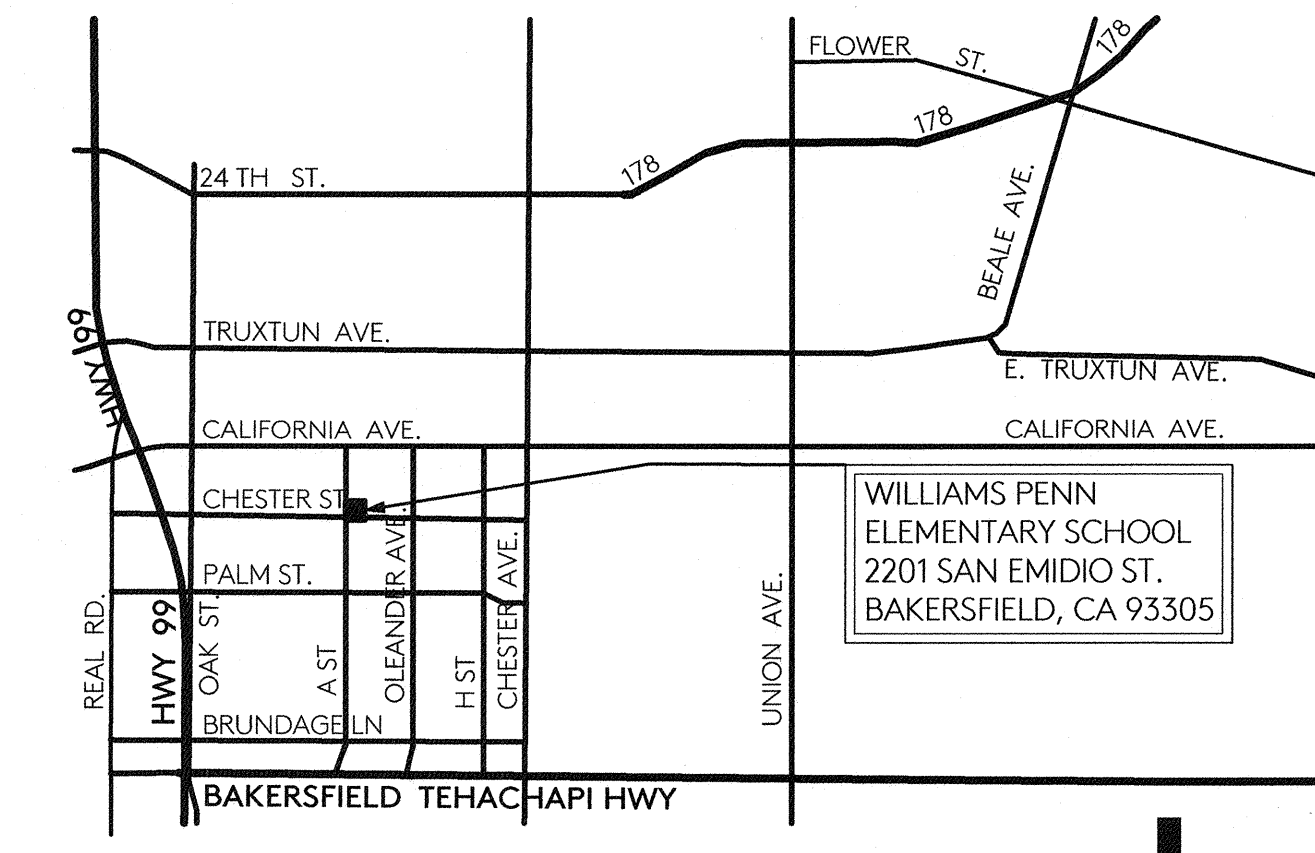 FLOWER ST.
178
178
178
24 TH ST.
BEALE AVE.
HWY 99
TRUXTUN AVE.
E. TRUXTUN AVE.
CALIFORNIA AVE.
CALIFORNIA AVE.
CHESTER ST
WILLIAMS PENN
ELEMENTARY SCHOOL
2201 SAN EMIDIO ST.
BAKERSFIELD, CA 93305
PALM ST.
REAL RD.
HWY 99
OAK ST.
A ST
OLEANDER AVE.
H ST
CHESTER AVE.
UNION AVE.
BRUNDAGE LN
BAKERSFIELD TEHACHAPI HWY